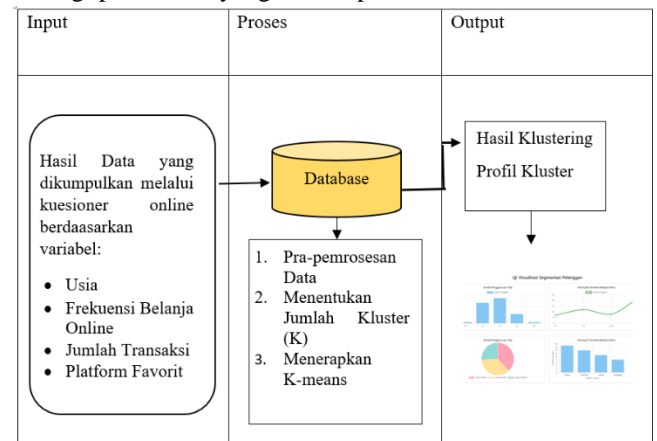 Input
Proses
Output
Hasil Data yang
dikumpulkan melalui
kuesioner online
berdaasarkan
variabel:
• Usia
• Frekuensi Belanja
Online
• Jumlah Transaksi
• Platform Favorit
Database
1. Pra-pemrosesan
Data
2. Menentukan
Jumlah Kluster
(K)
3. Menerapkan
K-means
Hasil Klustering
Profil Kluster
Visualisasi Segmentasi Pelanggan